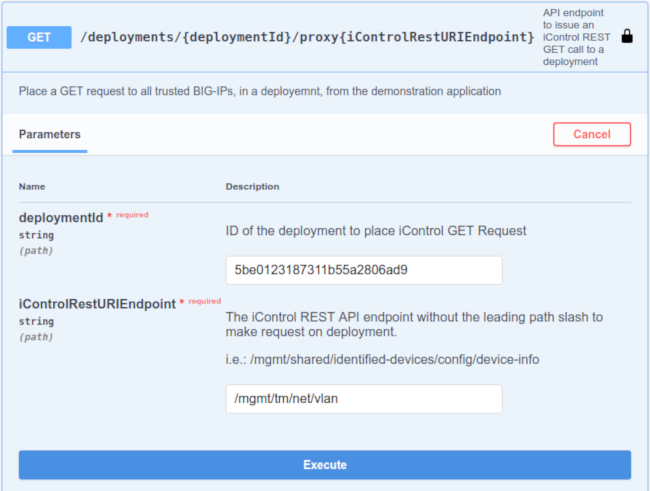 GET /deployments/{deploymentId}/proxy{iControlRestURIEndpoint}
API endpoint
to issue an
iControl REST
GET call to a
deployment
Place a GET request to all trusted BIG-IPs, in a deployemnt, from the demonstration application
Parameters
Cancel
Name Description
deploymentId * required
string
(path)
ID of the deployment to place iControl GET Request
5be0123187311b55a2806ad9
iControlRestURIEndpoint * required
string
(path)
The iControl REST API endpoint without the leading path slash to
make request on deployment.
i.e.: /mgmt/shared/identified-devices/config/device-info
/mgmt/tm/net/vlan
Execute